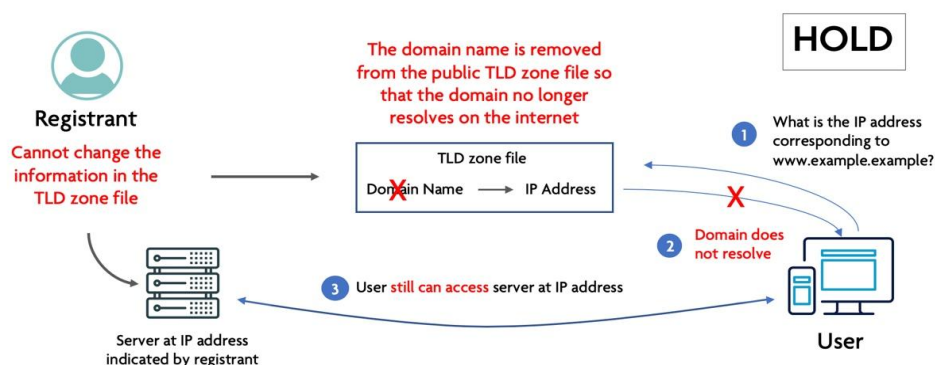 HOLD
The domain name is removed
from the public TLD zone file so
that the domain no longer
resolves on the internet
Registrant
Cannot change the
information in the
TLD zone file
TLD zone file
Domain Name
IP Address
X
1
What is the IP address
corresponding to
www.example.example?
X
2
Domain does
not resolve
3
User still can access server at IP address
Server at IP address
indicated by registrant
User